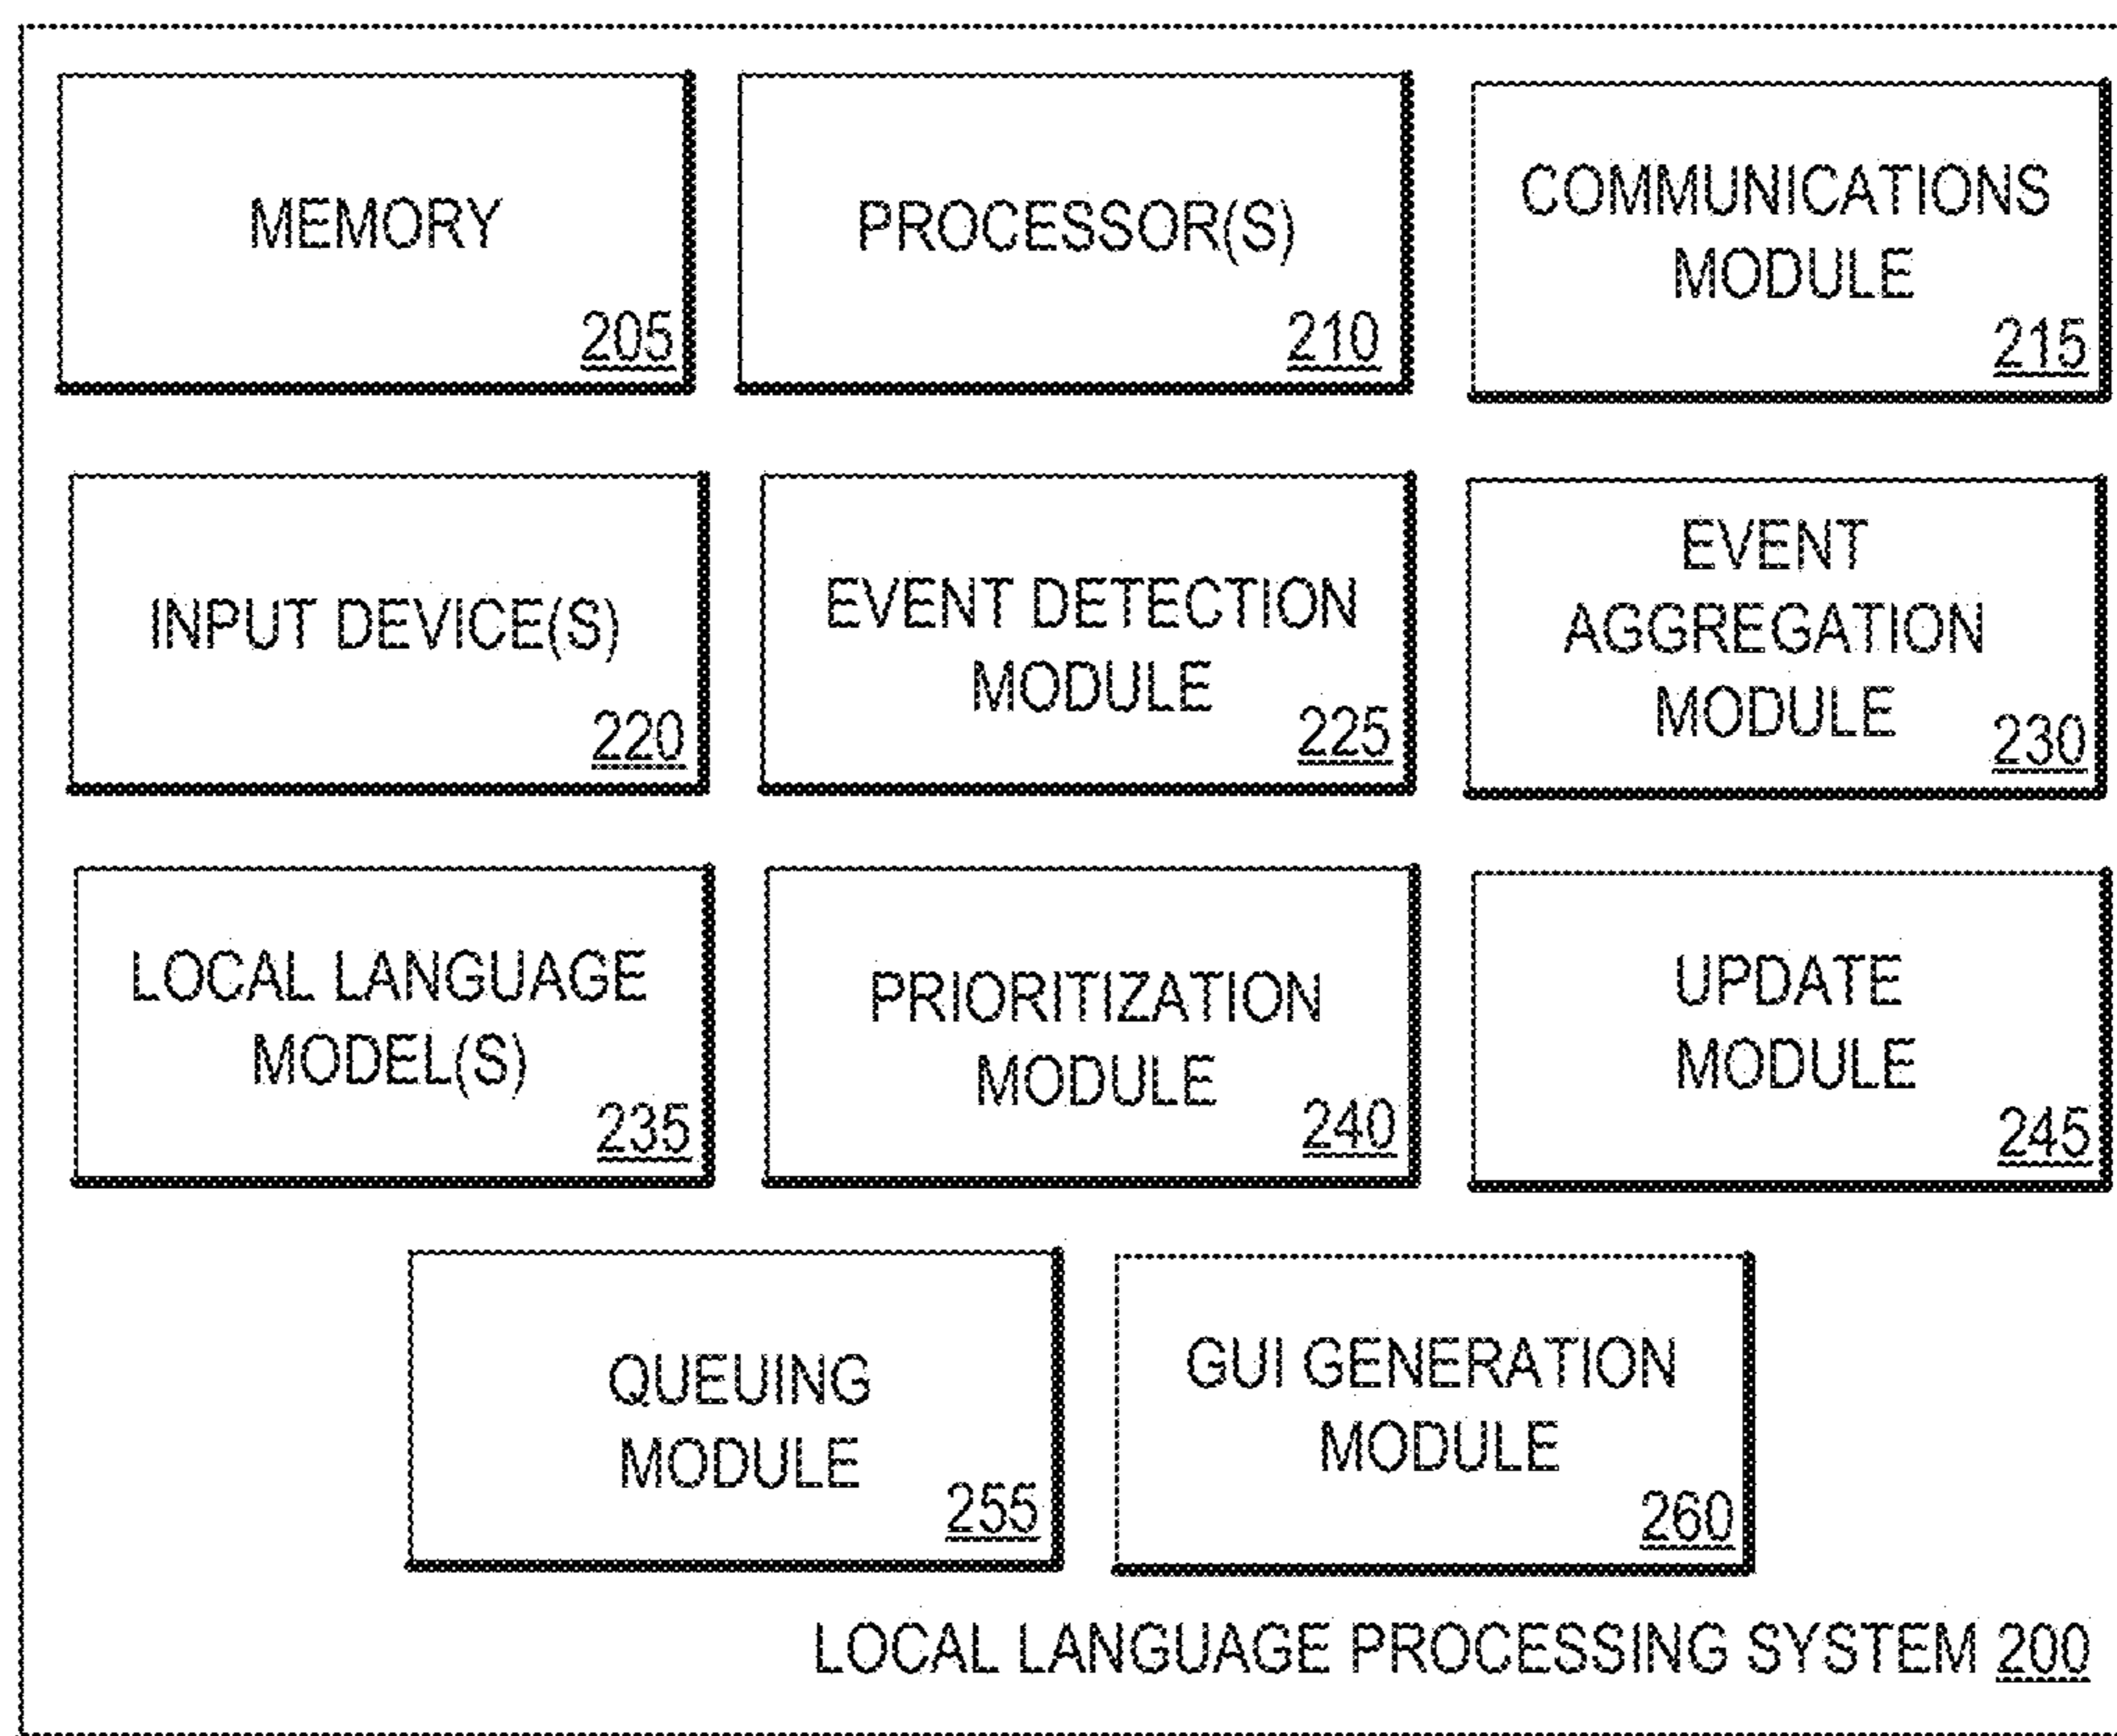 MEMORY
205
PROCESSOR(S)
210
COMMUNICATIONS
MODULE
215
INPUT DEVICE(S)
220
EVENT DETECTION
MODULE
225
EVENT
AGGREGATION
MODULE
230
LOCAL LANGUAGE
MODEL(S)
235
PRIORITIZATION
MODULE
240
UPDATE
MODULE
245
QUEUING
MODULE
255
GUI GENERATION
MODULE
260
LOCAL LANGUAGE PROCESSING SYSTEM 200